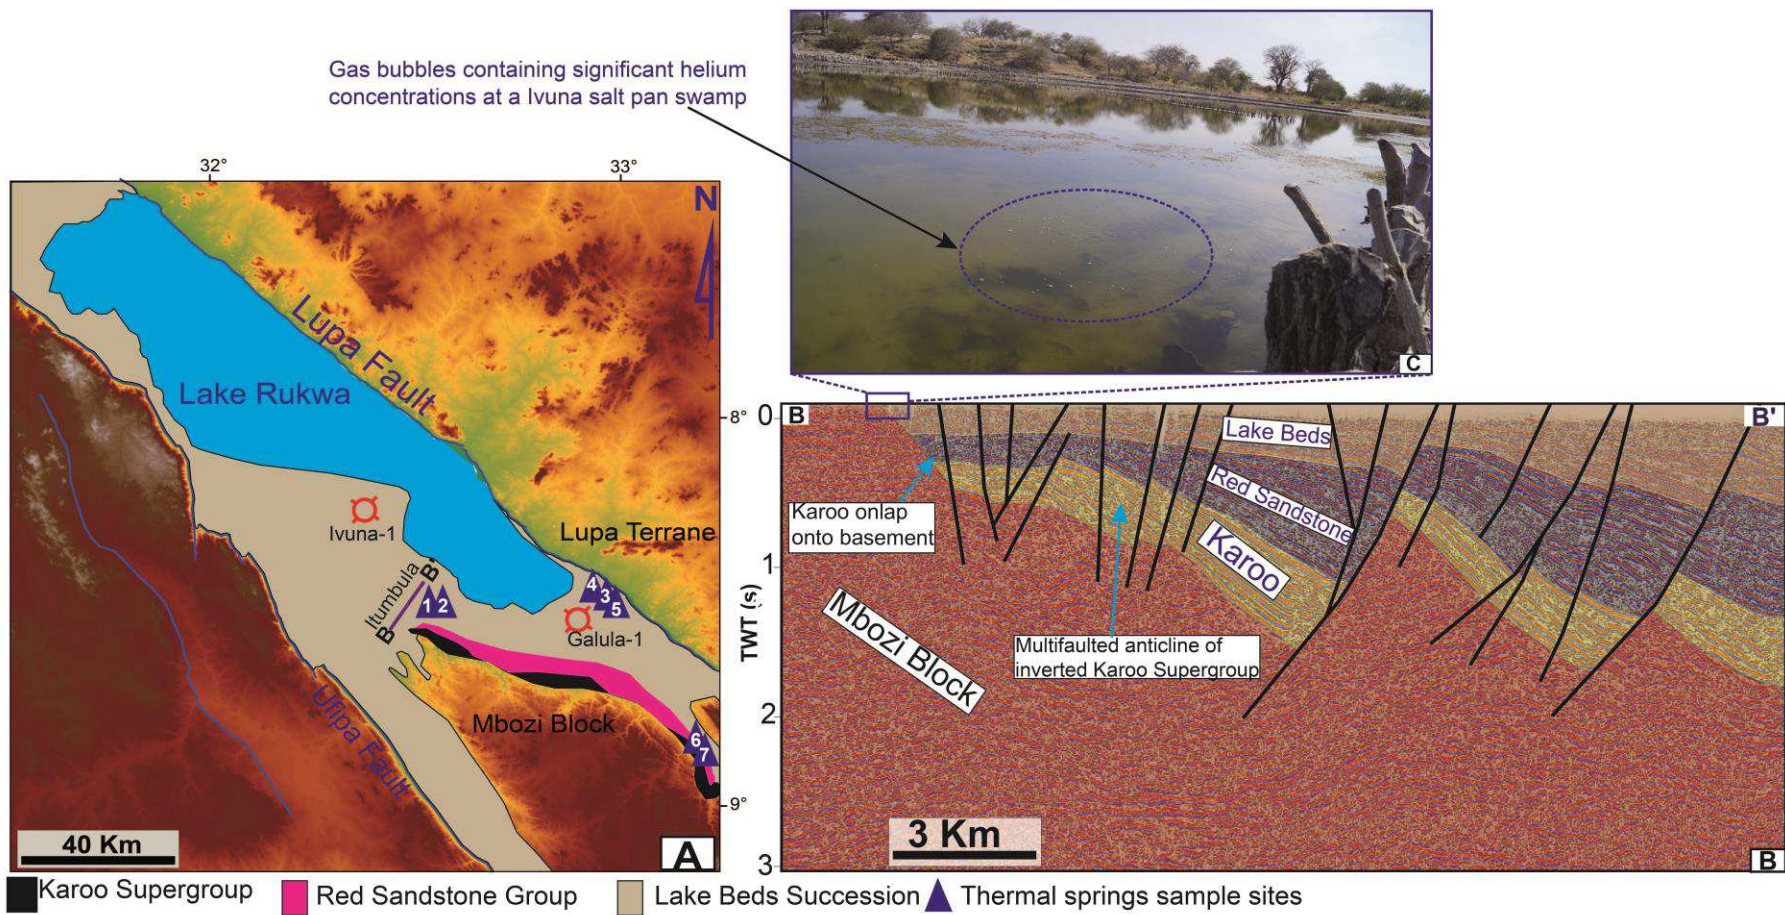 Gas bubbles containing significant helium
concentrations at a Ivuna salt pan swamp
C
32°
33°
N
Lupa Fault
Lake Rukwa
8°
Ivuna-1
Lupa Terrane
B'
Itumbula
B
1
2
4
3
5
Galula-1
Mbozi Block
Ufipa Fault
6
7
9°
40 Km
A
TWT (s)
0
1
2
3
B
B'
Lake Beds
Red Sandstone
Karoo
Karoo onlap
onto basement
Multifaulted anticline of
inverted Karoo Supergroup
Mbozi Block
3 Km
B
Karoo Supergroup
Red Sandstone Group
Lake Beds Succession
Thermal springs sample sites